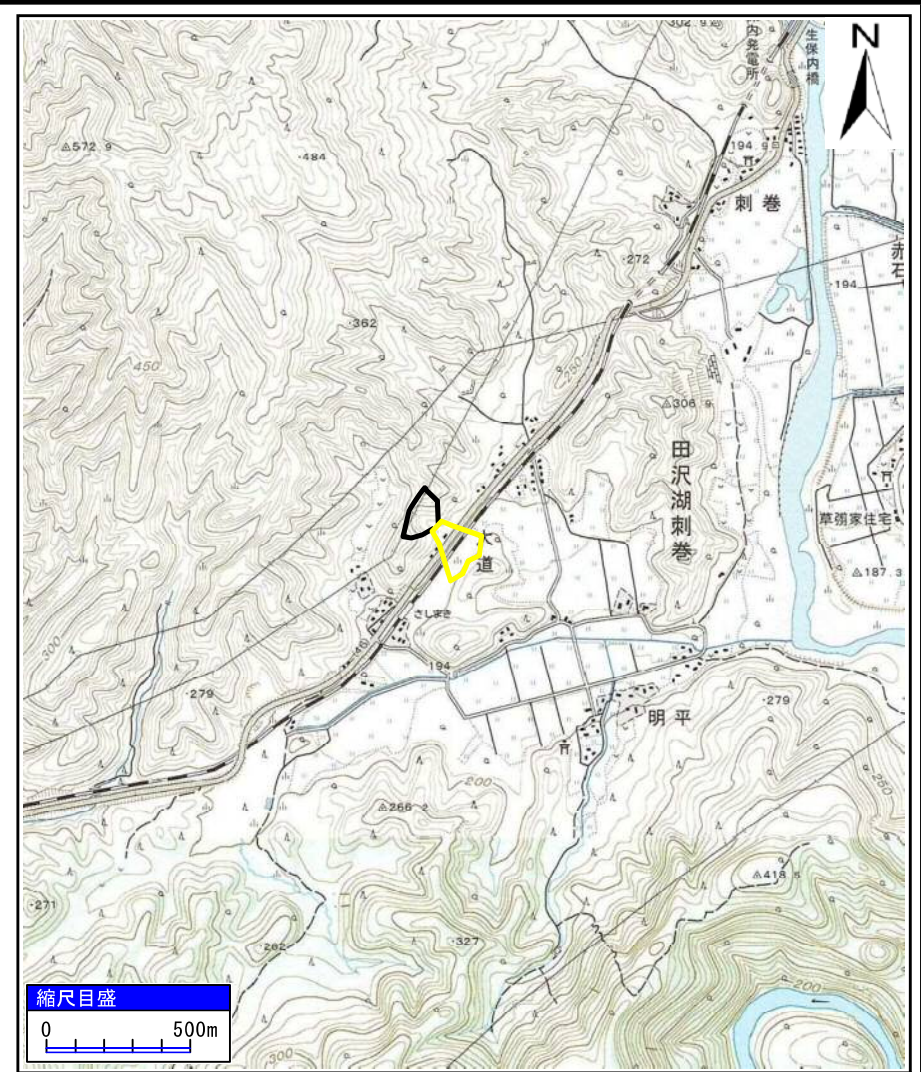 302.9
内発電所
生保内橋
N
572.9
484
194.9
刺巻
272
赤石
194
362
250
450
306.9
田沢湖刺巻
草彅家住宅
道
187.3
さしまき
300
194
279
明平
279
200
250
266.2
418.5
271
262
327
200
300
縮尺目盛
0 500m